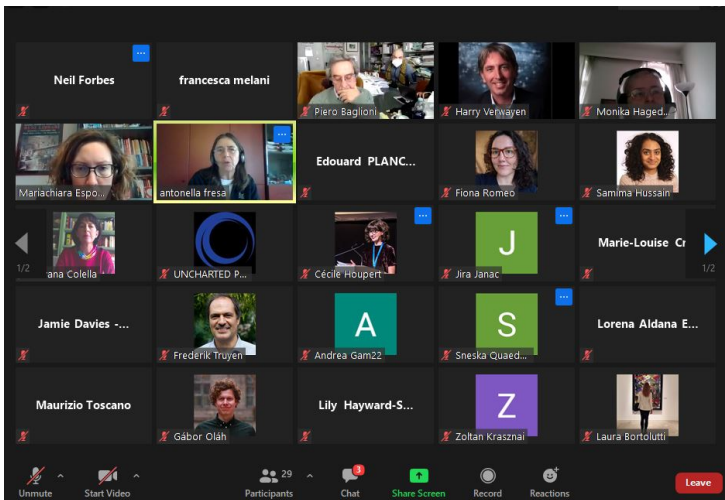 Neil Forbes
francesca melani
Piero Baglioni
Harry Verwayen
Monika Haged...
Mariachiara Espo...
antonella fresa
Edouard PLANC...
Fiona Romeo
Samima Hussain
ana Colella
UNCHARTED P...
Cécile Houpert
J
Jira Janac
Marie-Louise Cr
1/2
1/2
Jamie Davies -...
Frederik Truyen
A
Andrea Gam22
S
Sneska Quaed...
Lorena Aldana E...
Maurizio Toscano
Gábor Oláh
Lily Hayward-S...
Z
Zoltan Krasznai
Laura Bortolutti
Unmute
Start Video
29
Participants
3
Chat
Share Screen
Record
Reactions
Leave